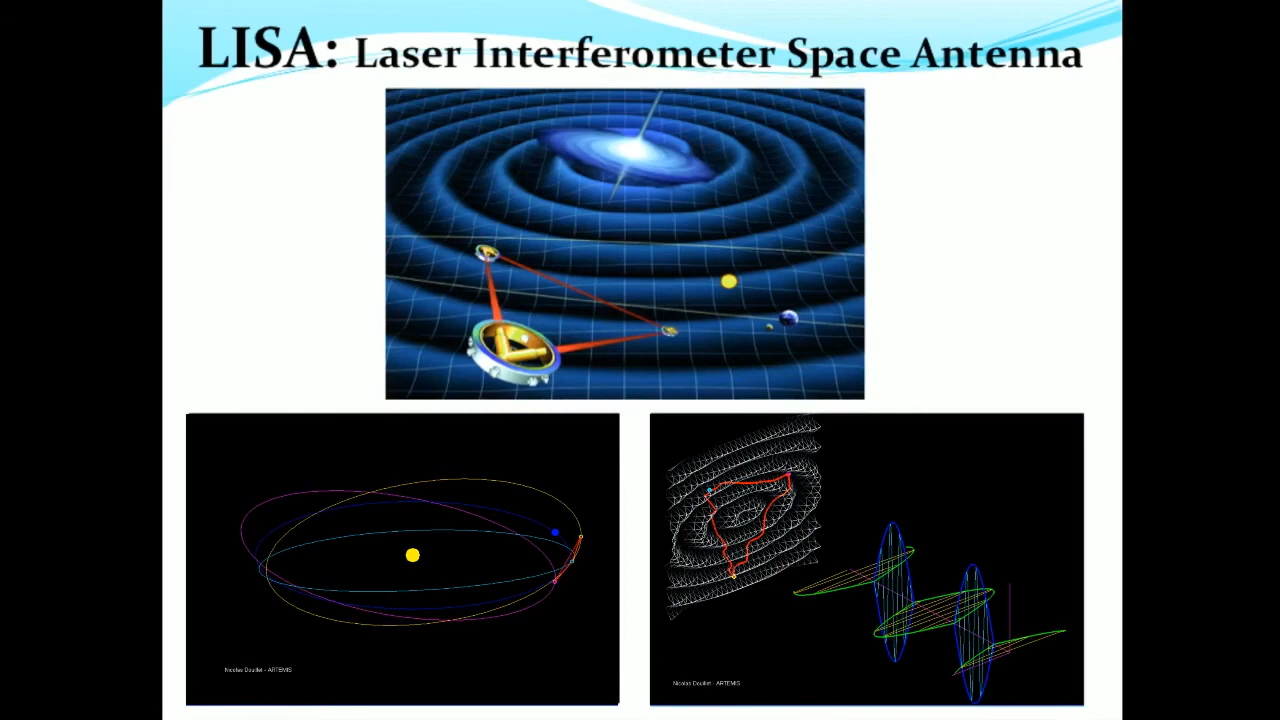 LISA: Laser Interferometer Space Antenna
Nicolas Douillet - ARTEMIS
Nicolas Douillet - ARTEMIS